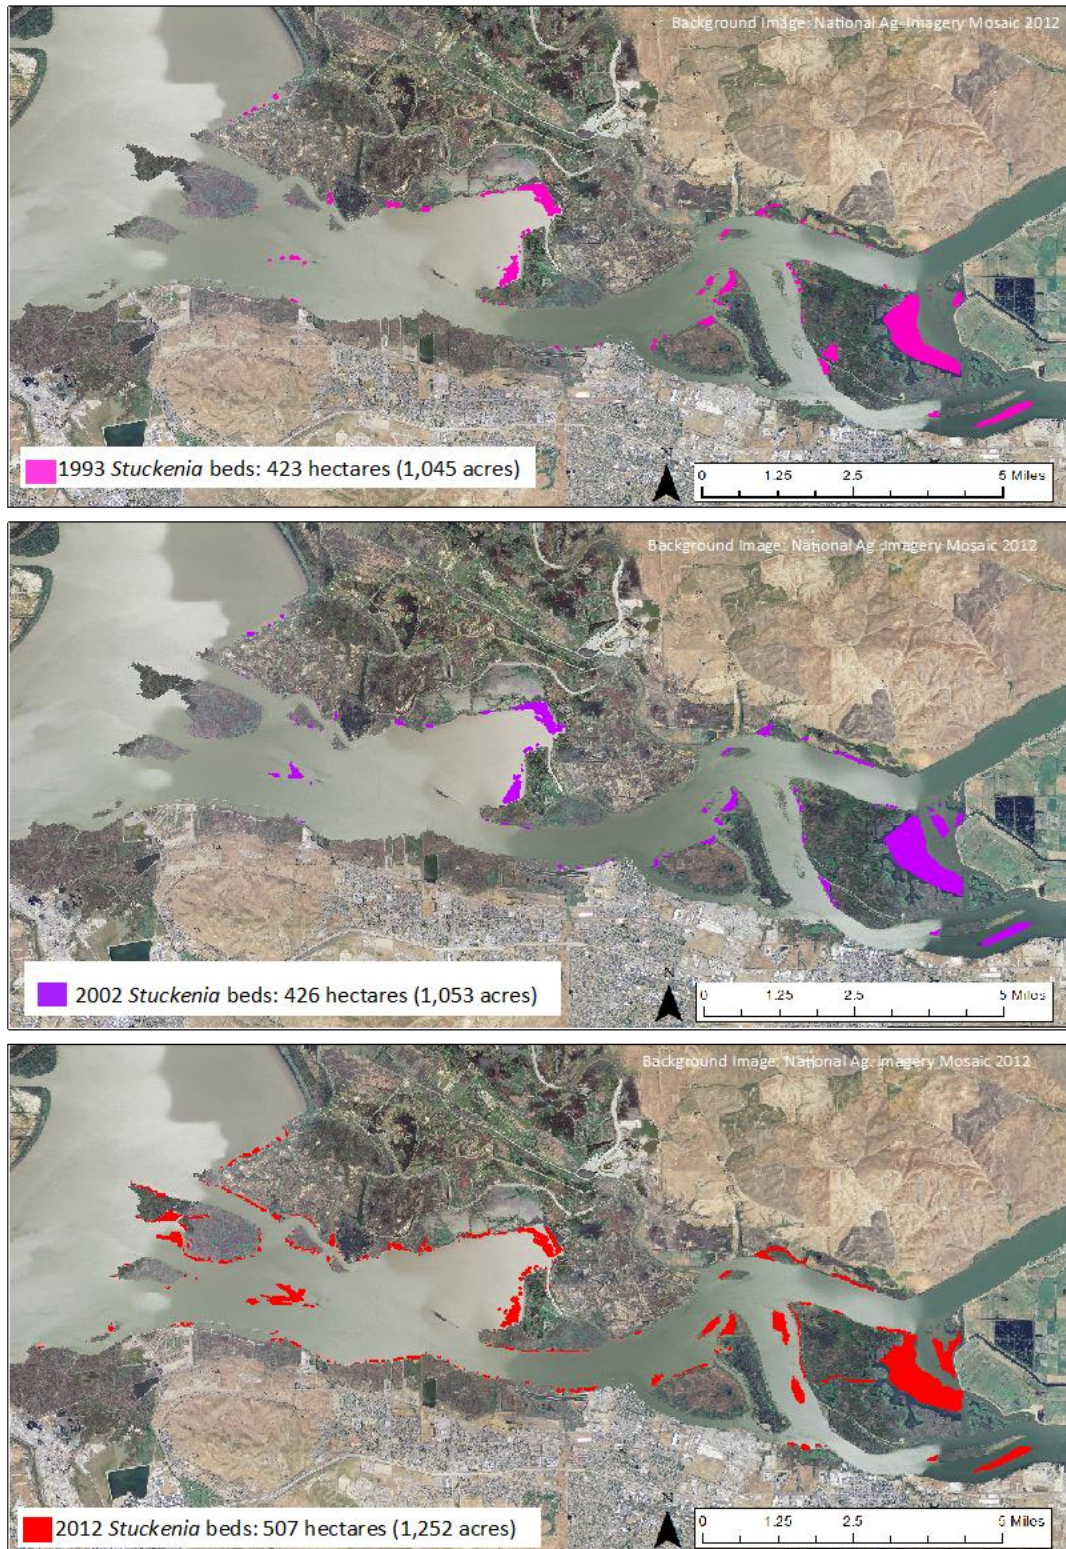 Background Image: National Ag. Imagery Mosaic 2012
1993 Stuckenia beds: 423 hectares (1,045 acres)
N
0 1.25 2.5 5 Miles
Background Image: National Ag. Imagery Mosaic 2012
2002 Stuckenia beds: 426 hectares (1,053 acres)
N
0 1.25 2.5 5 Miles
Background Image: National Ag. Imagery Mosaic 2012
2012 Stuckenia beds: 507 hectares (1,252 acres)
N
0 1.25 2.5 5 Miles